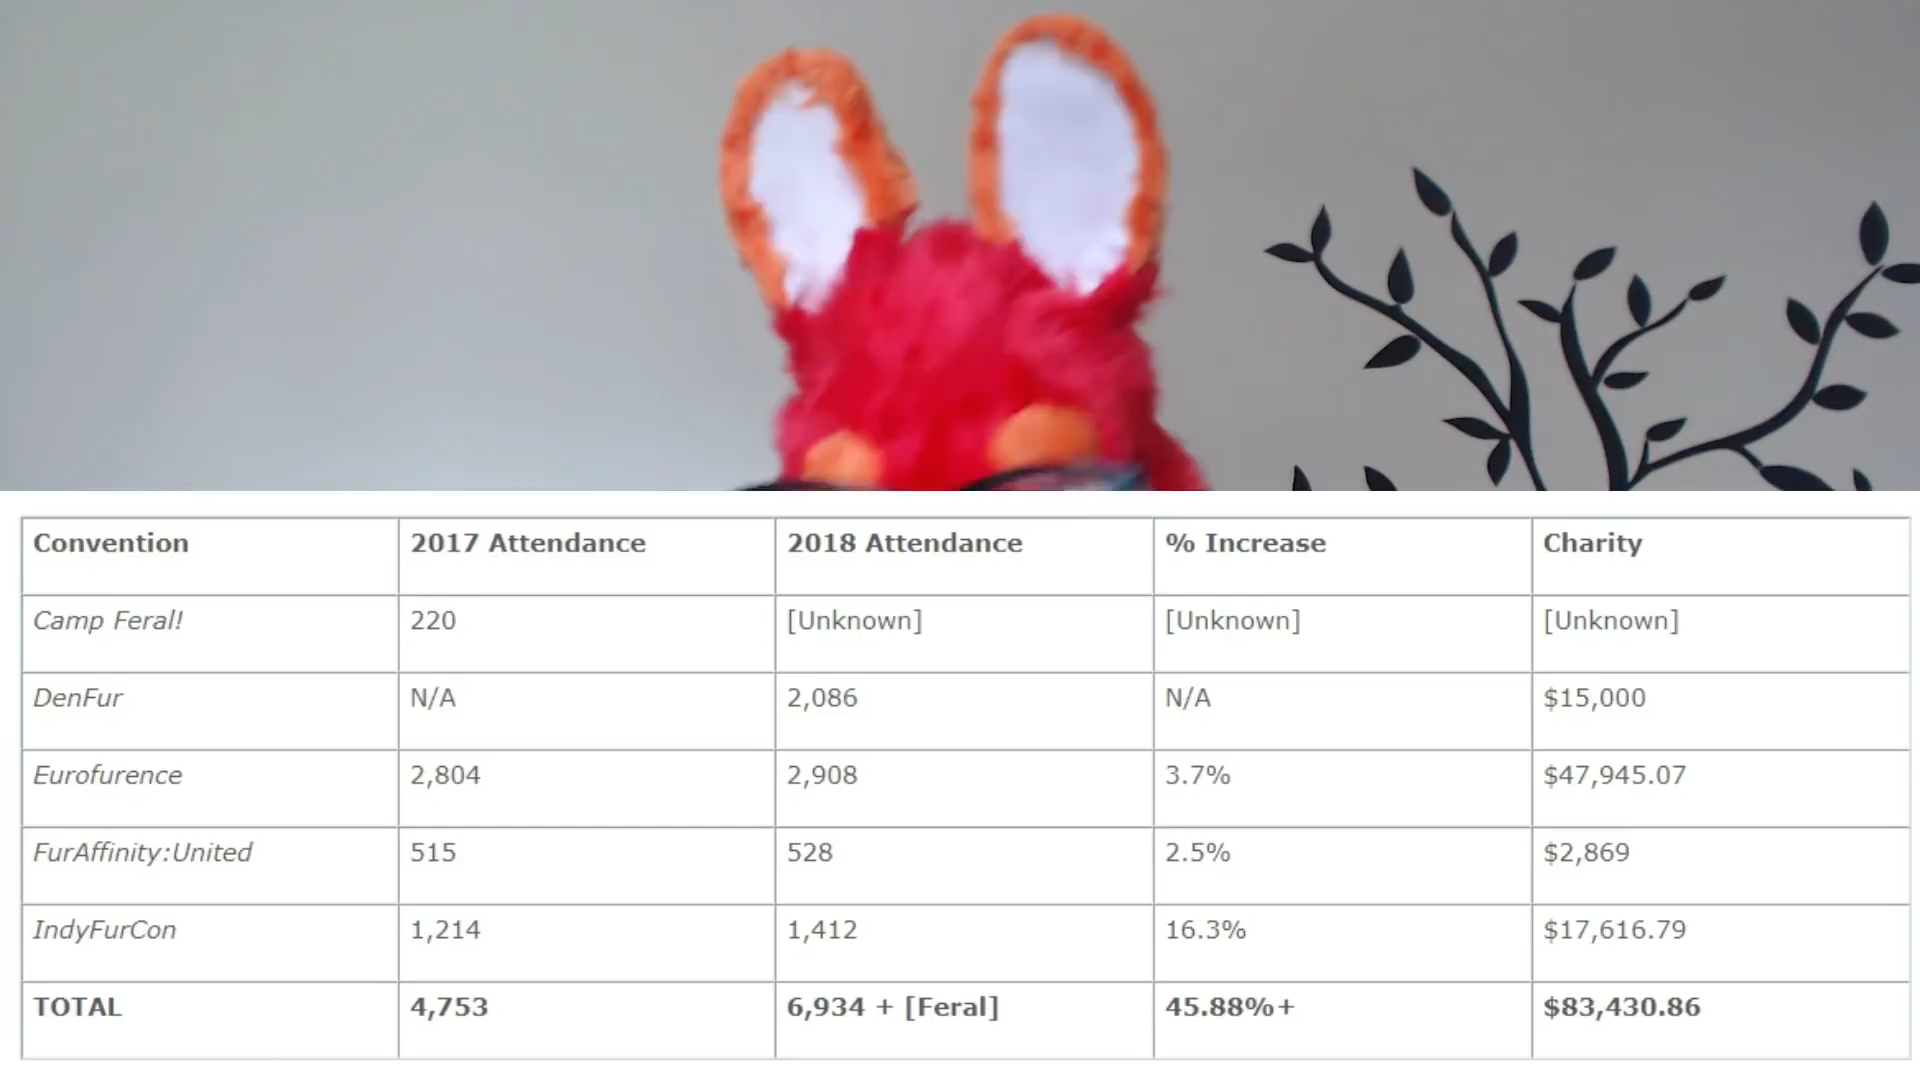 Convention 2017 Attendance 2018 Attendance % Increase Charity
Camp Feral! 220 [Unknown] [Unknown] [Unknown]
DenFur N/A 2,086 N/A $15,000
Eurofurence 2,804 2,908 3.7% $47,945.07
FurAffinity:United 515 528 2.5% $2,869
IndyFurCon 1,214 1,412 16.3% $17,616.79
TOTAL 4,753 6,934 + [Feral] 45.88%+ $83,430.86